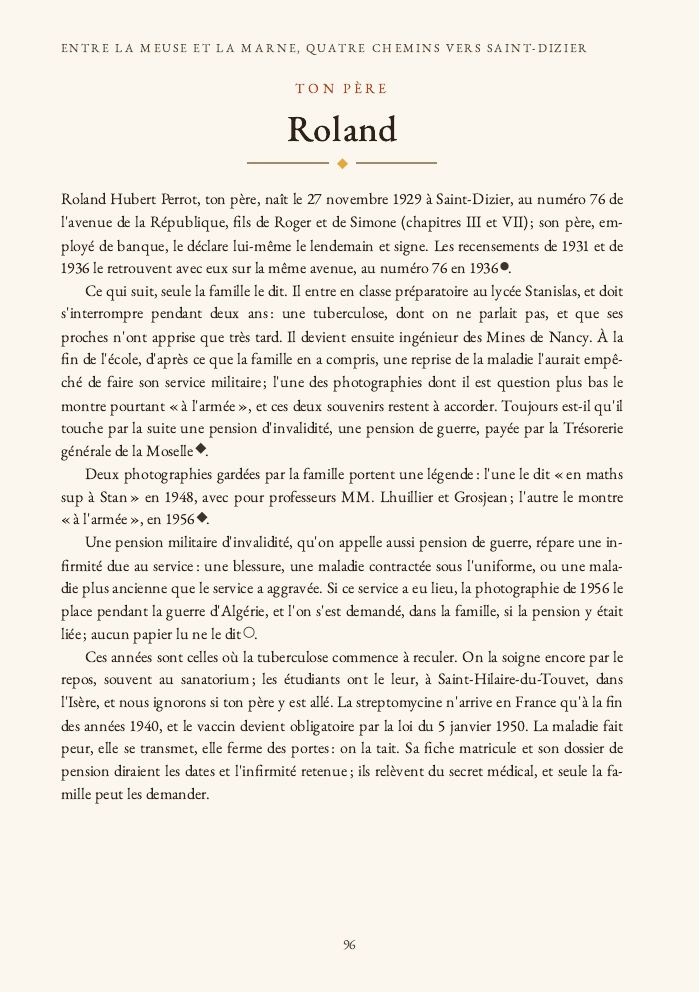 ENTRE LA MEUSE ET LA MARNE, QUATRE CHEMINS VERS SAINT-DIZIER
TON PÈRE
Roland
Roland Hubert Perrot, ton père, naît le 27 novembre 1929 à Saint-Dizier, au numéro 76 de
l'avenue de la République, fils de Roger et de Simone (chapitres III et VII) ; son père, em-
ployé de banque, le déclare lui-même le lendemain et signe. Les recensements de 1931 et de
1936 le retrouvent avec eux sur la même avenue, au numéro 76 en 1936●.
Ce qui suit, seule la famille le dit. Il entre en classe préparatoire au lycée Stanislas, et doit
s'interrompre pendant deux ans : une tuberculose, dont on ne parlait pas, et que ses
proches n'ont apprise que très tard. Il devient ensuite ingénieur des Mines de Nancy. À la
fin de l'école, d'après ce que la famille en a compris, une reprise de la maladie l'aurait empê-
ché de faire son service militaire ; l'une des photographies dont il est question plus bas le
montre pourtant « à l'armée », et ces deux souvenirs restent à accorder. Toujours est-il qu'il
touche par la suite une pension d'invalidité, une pension de guerre, payée par la Trésorerie
générale de la Moselle◆.
Deux photographies gardées par la famille portent une légende : l'une le dit « en maths
sup à Stan » en 1948, avec pour professeurs MM. Lhuillier et Grosjean ; l'autre le montre
« à l'armée », en 1956◆.
Une pension militaire d'invalidité, qu'on appelle aussi pension de guerre, répare une in-
firmité due au service : une blessure, une maladie contractée sous l'uniforme, ou une mala-
die plus ancienne que le service a aggravée. Si ce service a eu lieu, la photographie de 1956 le
place pendant la guerre d'Algérie, et l'on s'est demandé, dans la famille, si la pension y était
liée ; aucun papier lu ne le dit○.
Ces années sont celles où la tuberculose commence à reculer. On la soigne encore par le
repos, souvent au sanatorium ; les étudiants ont le leur, à Saint-Hilaire-du-Touvet, dans
l'Isère, et nous ignorons si ton père y est allé. La streptomycine n'arrive en France qu'à la fin
des années 1940, et le vaccin devient obligatoire par la loi du 5 janvier 1950. La maladie fait
peur, elle se transmet, elle ferme des portes : on la tait. Sa fiche matricule et son dossier de
pension diraient les dates et l'infirmité retenue ; ils relèvent du secret médical, et seule la fa-
mille peut les demander.
96